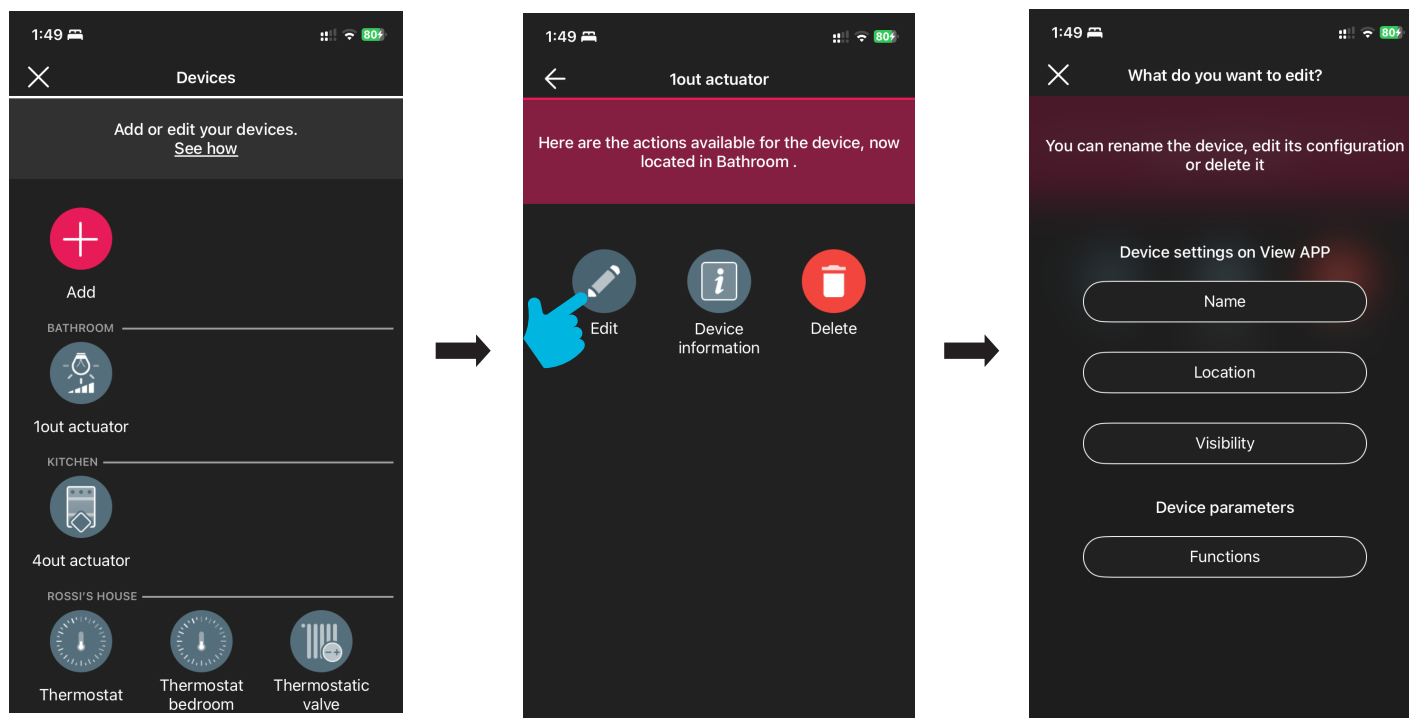 1:49
80
Devices
Add or edit your devices.
See how
Add
BATHROOM
1out actuator
KITCHEN
4out actuator
ROSSI'S HOUSE
Thermostat
Thermostat
bedroom
Thermostatic
valve
1:49
80
1out actuator
Here are the actions available for the device, now
located in Bathroom .
Edit
Device
information
Delete
1:49
80
What do you want to edit?
You can rename the device, edit its configuration
or delete it
Device settings on View APP
Name
Location
Visibility
Device parameters
Functions